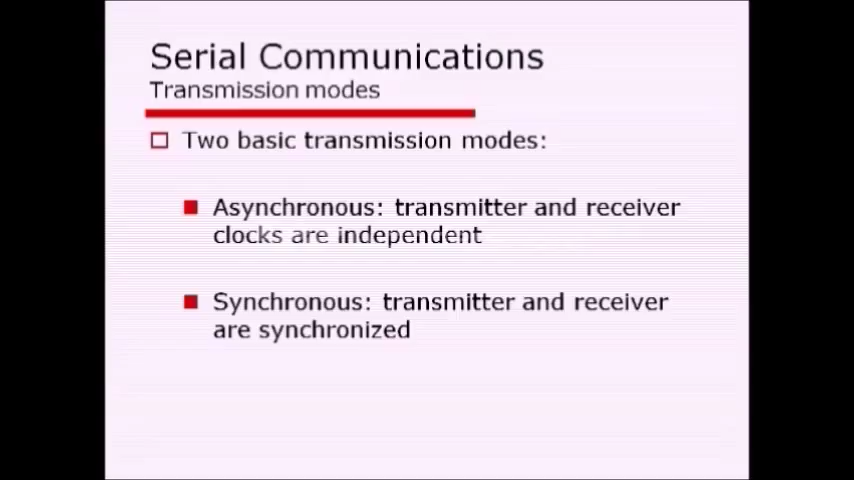 Serial Communications
Transmission modes
Two basic transmission modes:
Asynchronous: transmitter and receiver
clocks are independent
Synchronous: transmitter and receiver
are synchronized